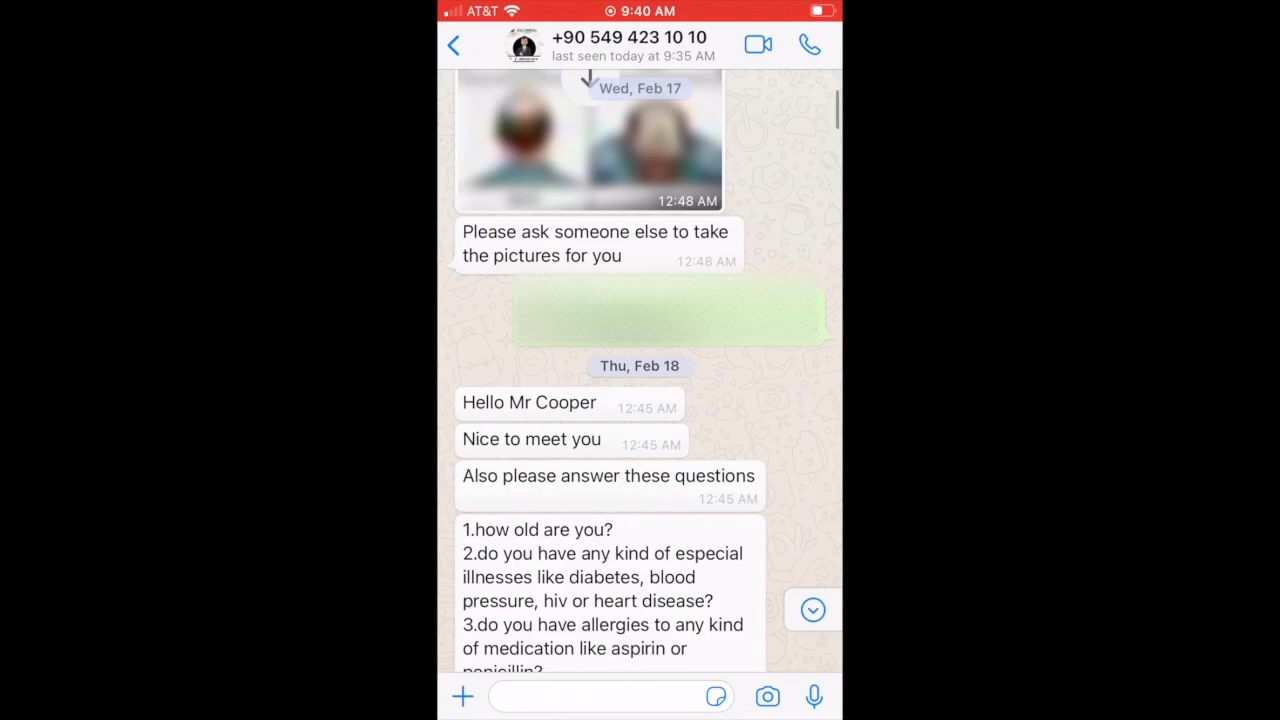 AT&T
9:40 AM
+90 549 423 10 10
last seen today at 9:35 AM
Wed, Feb 17
12:48 AM
Please ask someone else to take
the pictures for you
12:48 AM
Thu, Feb 18
Hello Mr Cooper
12:45 AM
Nice to meet you
12:45 AM
Also please answer these questions
12:45 AM
1.how old are you?
2.do you have any kind of especial
illnesses like diabetes, blood
pressure, hiv or heart disease?
3.do you have allergies to any kind
of medication like aspirin or
penicillin?